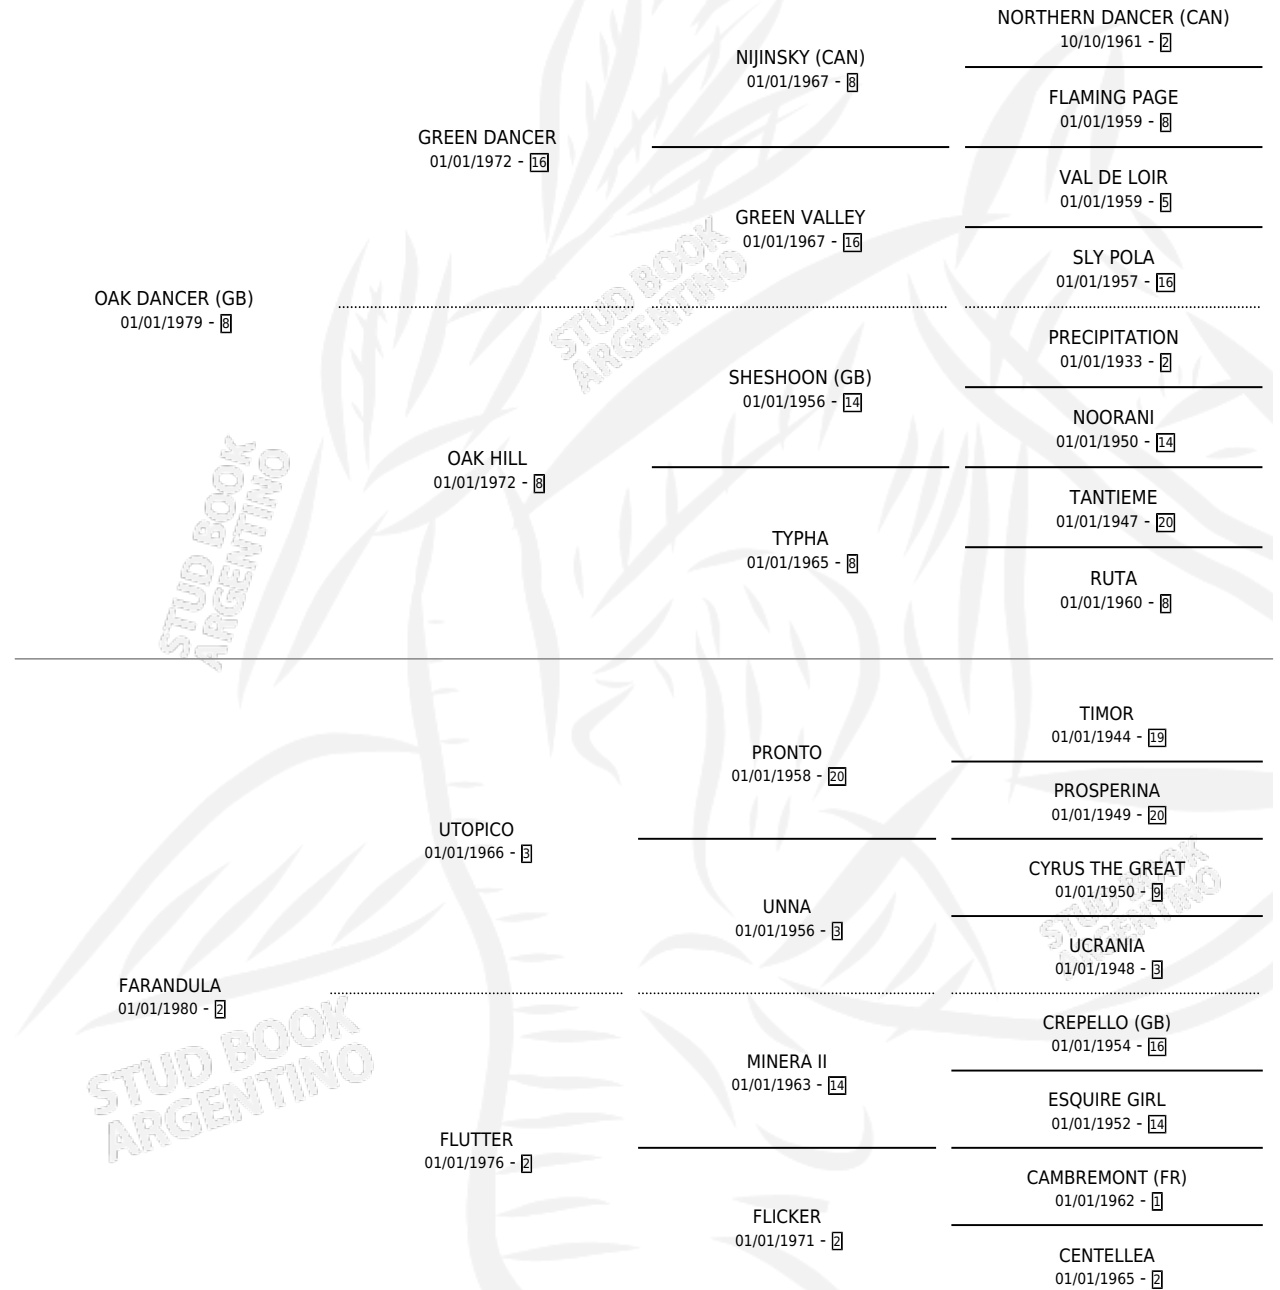 NORTHERN DANCER (CAN)
10/10/1961 - 2
NIJINSKY (CAN)
01/01/1967 - 8
FLAMING PAGE
01/01/1959 - 8
GREEN DANCER
01/01/1972 - 16
VAL DE LOIR
01/01/1959 - 5
GREEN VALLEY
01/01/1967 - 16
SLY POLA
01/01/1957 - 16
OAK DANCER (GB)
01/01/1979 - 8
STUD BOOK
ARGENTINO
PRECIPITATION
01/01/1933 - 2
SHESHOON (GB)
01/01/1956 - 14
NOORANI
01/01/1950 - 14
OAK HILL
01/01/1972 - 8
TANTIEME
01/01/1947 - 20
TYPHA
01/01/1965 - 8
RUTA
01/01/1960 - 8
STUD BOOK
ARGENTINO
TIMOR
01/01/1944 - 19
PRONTO
01/01/1958 - 20
PROSPERINA
01/01/1949 - 20
UTOPICO
01/01/1966 - 3
CYRUS THE GREAT
01/01/1950 - 9
UNNA
01/01/1956 - 3
STUD BOOK
ARGENTINO
UCRANIA
01/01/1948 - 3
FARANDULA
01/01/1980 - 2
CREPELLO (GB)
01/01/1954 - 16
MINERA II
01/01/1963 - 14
ESQUIRE GIRL
01/01/1952 - 14
STUD BOOK
ARGENTINO
FLUTTER
01/01/1976 - 2
CAMBREMONT (FR)
01/01/1962 - 1
FLICKER
01/01/1971 - 2
CENTELLEA
01/01/1965 - 2